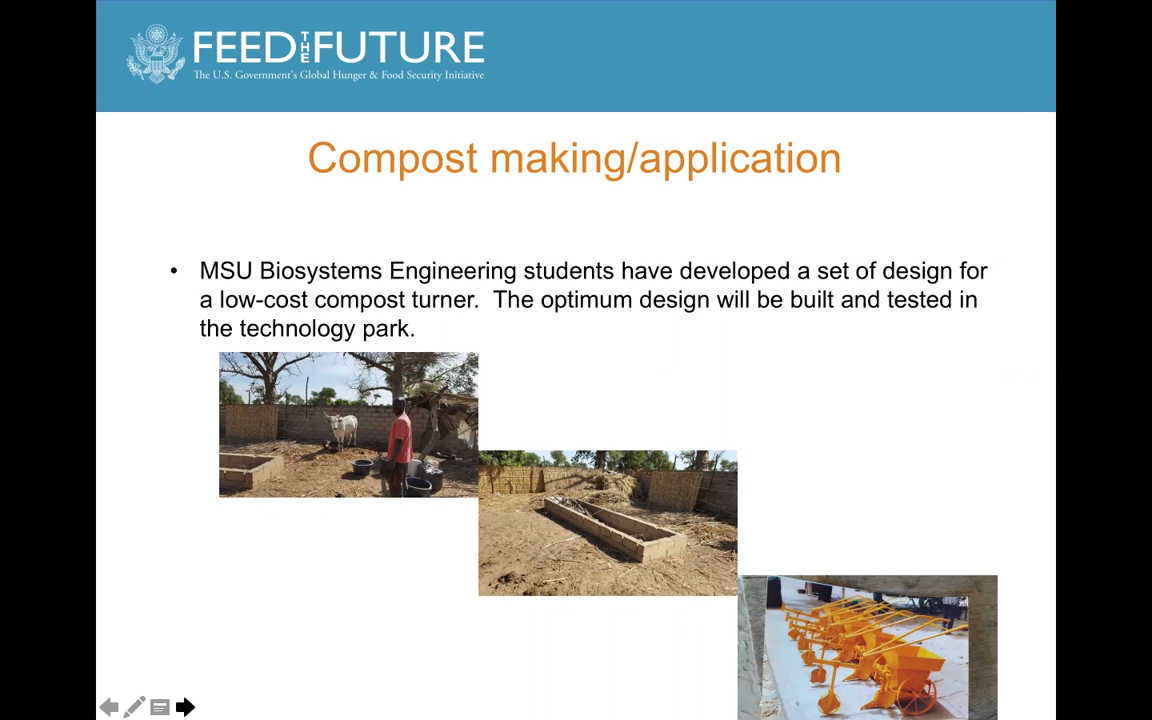 FEED THE FUTURE
The U.S. Government's Global Hunger & Food Security Initiative
Compost making/application
• MSU Biosystems Engineering students have developed a set of design for
a low-cost compost turner.  The optimum design will be built and tested in
the technology park.